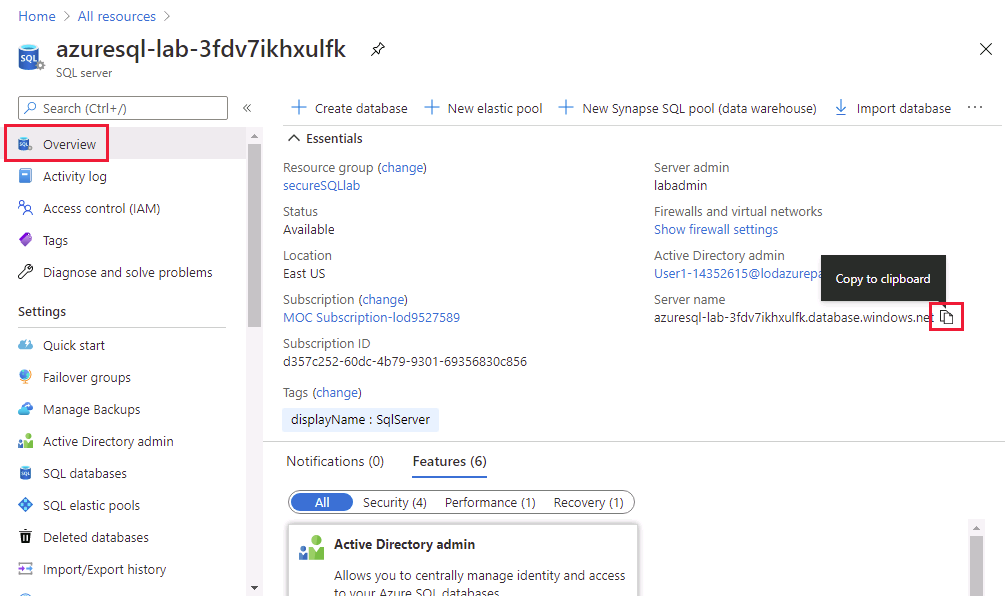 Home > All resources >
azuresql-lab-3fdv7ikhxulfk
SQL server
Search (Ctrl+/)
«
Overview
Activity log
Access control (IAM)
Tags
Diagnose and solve problems
Settings
Quick start
Failover groups
Manage Backups
Active Directory admin
SQL databases
SQL elastic pools
Deleted databases
Import/Export history
+ Create database + New elastic pool + New Synapse SQL pool (data warehouse) Import database ...
Essentials
Resource group (change)
secureSQLlab
Status
Available
Location
East US
Subscription (change)
MOC Subscription-lod9527589
Subscription ID
d357c252-60dc-4b79-9301-69356830c856
Tags (change)
displayName : SqlServer
Server admin
labadmin
Firewalls and virtual networks
Show firewall settings
Active Directory admin
User1-14352615@lodazurepa
Copy to clipboard
Server name
azuresql-lab-3fdv7ikhxulfk.database.windows.net
Notifications (0) Features (6)
All Security (4) Performance (1) Recovery (1)
Active Directory admin
Allows you to centrally manage identity and access
to your Azure SQL databases.